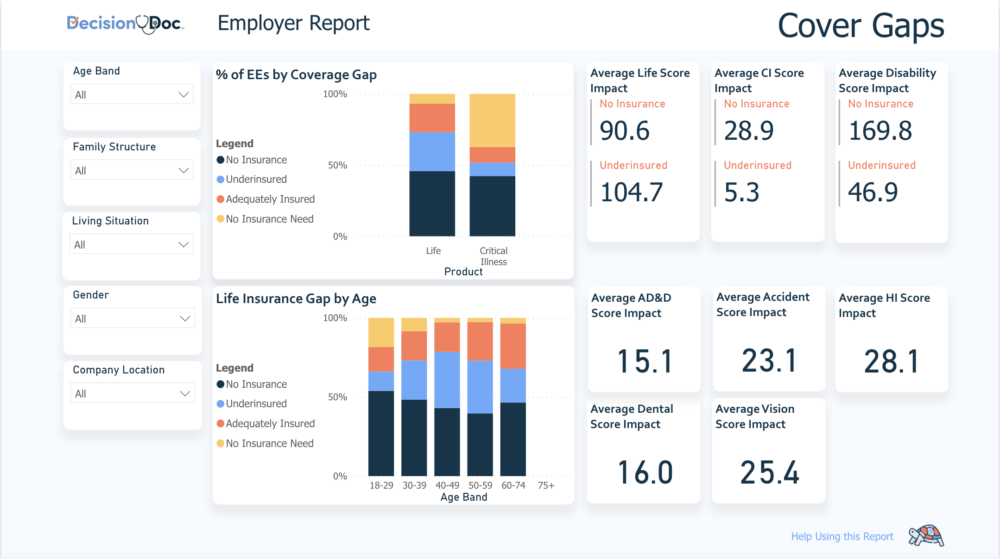 DecisionDoc™
Employer Report
Cover Gaps
Age Band
All
Family Structure
All
Living Situation
All
Gender
All
Company Location
All
% of EEs by Coverage Gap
Legend
No Insurance
Underinsured
Adequately Insured
No Insurance Need
100%
50%
0%
Life
Critical
Illness
Product
Life Insurance Gap by Age
Legend
No Insurance
Underinsured
Adequately Insured
No Insurance Need
100%
50%
0%
18-29 30-39 40-49 50-59 60-74 75+
Age Band
Average Life Score
Impact
No Insurance
90.6
Underinsured
104.7
Average CI Score
Impact
No Insurance
28.9
Underinsured
5.3
Average Disability
Score Impact
No Insurance
169.8
Underinsured
46.9
Average AD&D
Score Impact
15.1
Average Accident
Score Impact
23.1
Average HI Score
Impact
28.1
Average Dental
Score Impact
16.0
Average Vision
Score Impact
25.4
Help Using this Report